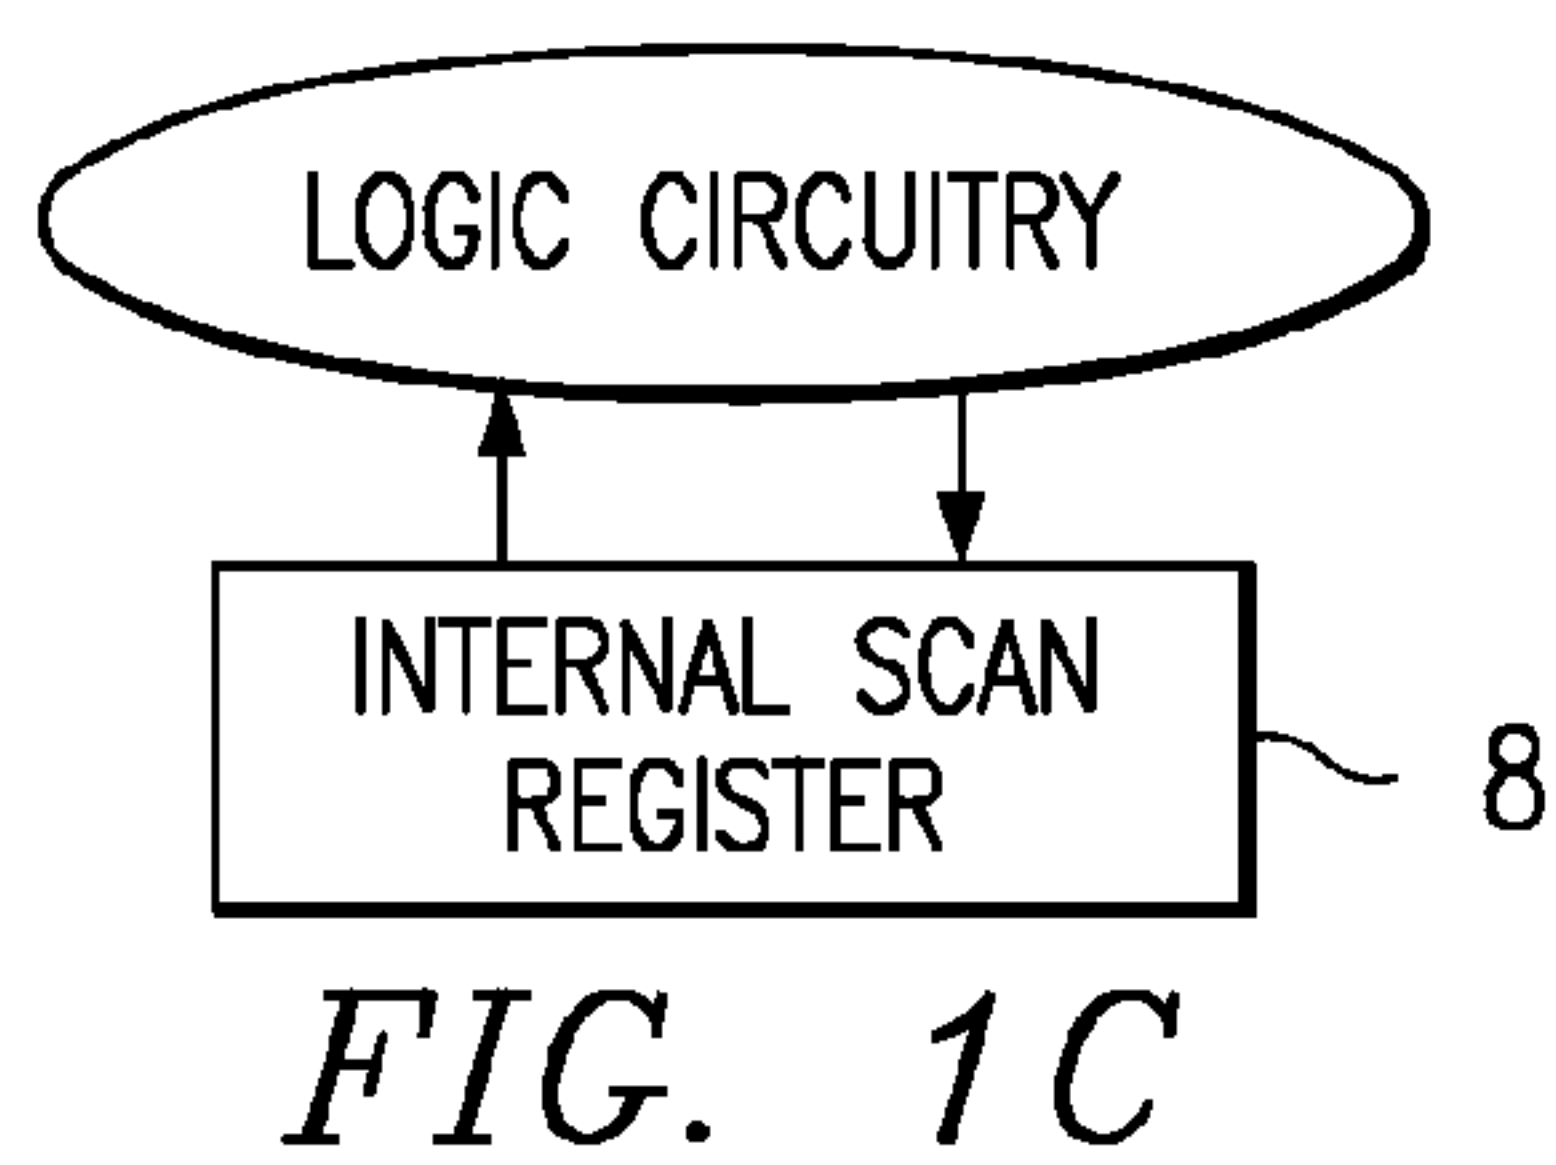 LOGIC CIRCUITRY
INTERNAL SCAN
REGISTER
8
FIG. 1C